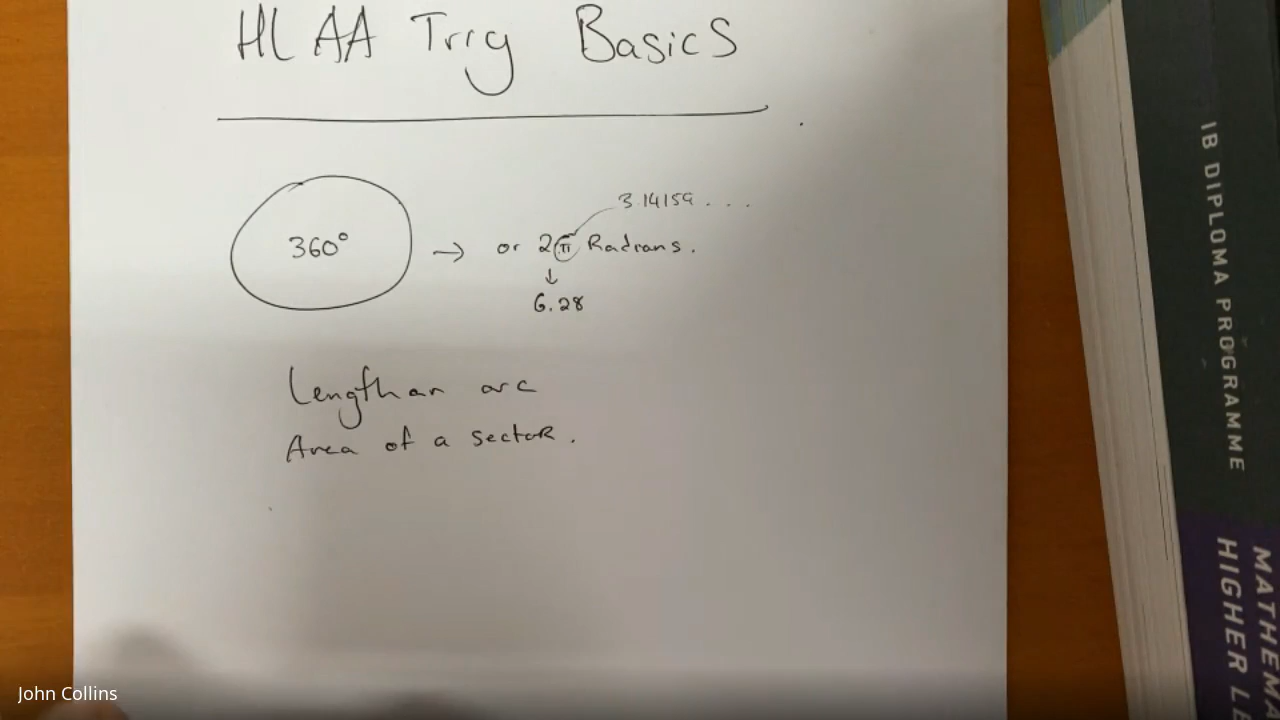 HL AA Trig Basics
360°
→ or 2π Radians.
3.14159...
↓
6.28
Length an arc
Area of a sector.
IB DIPLOMA PROGRAMME
MATHEMA
HIGHER LE
John Collins